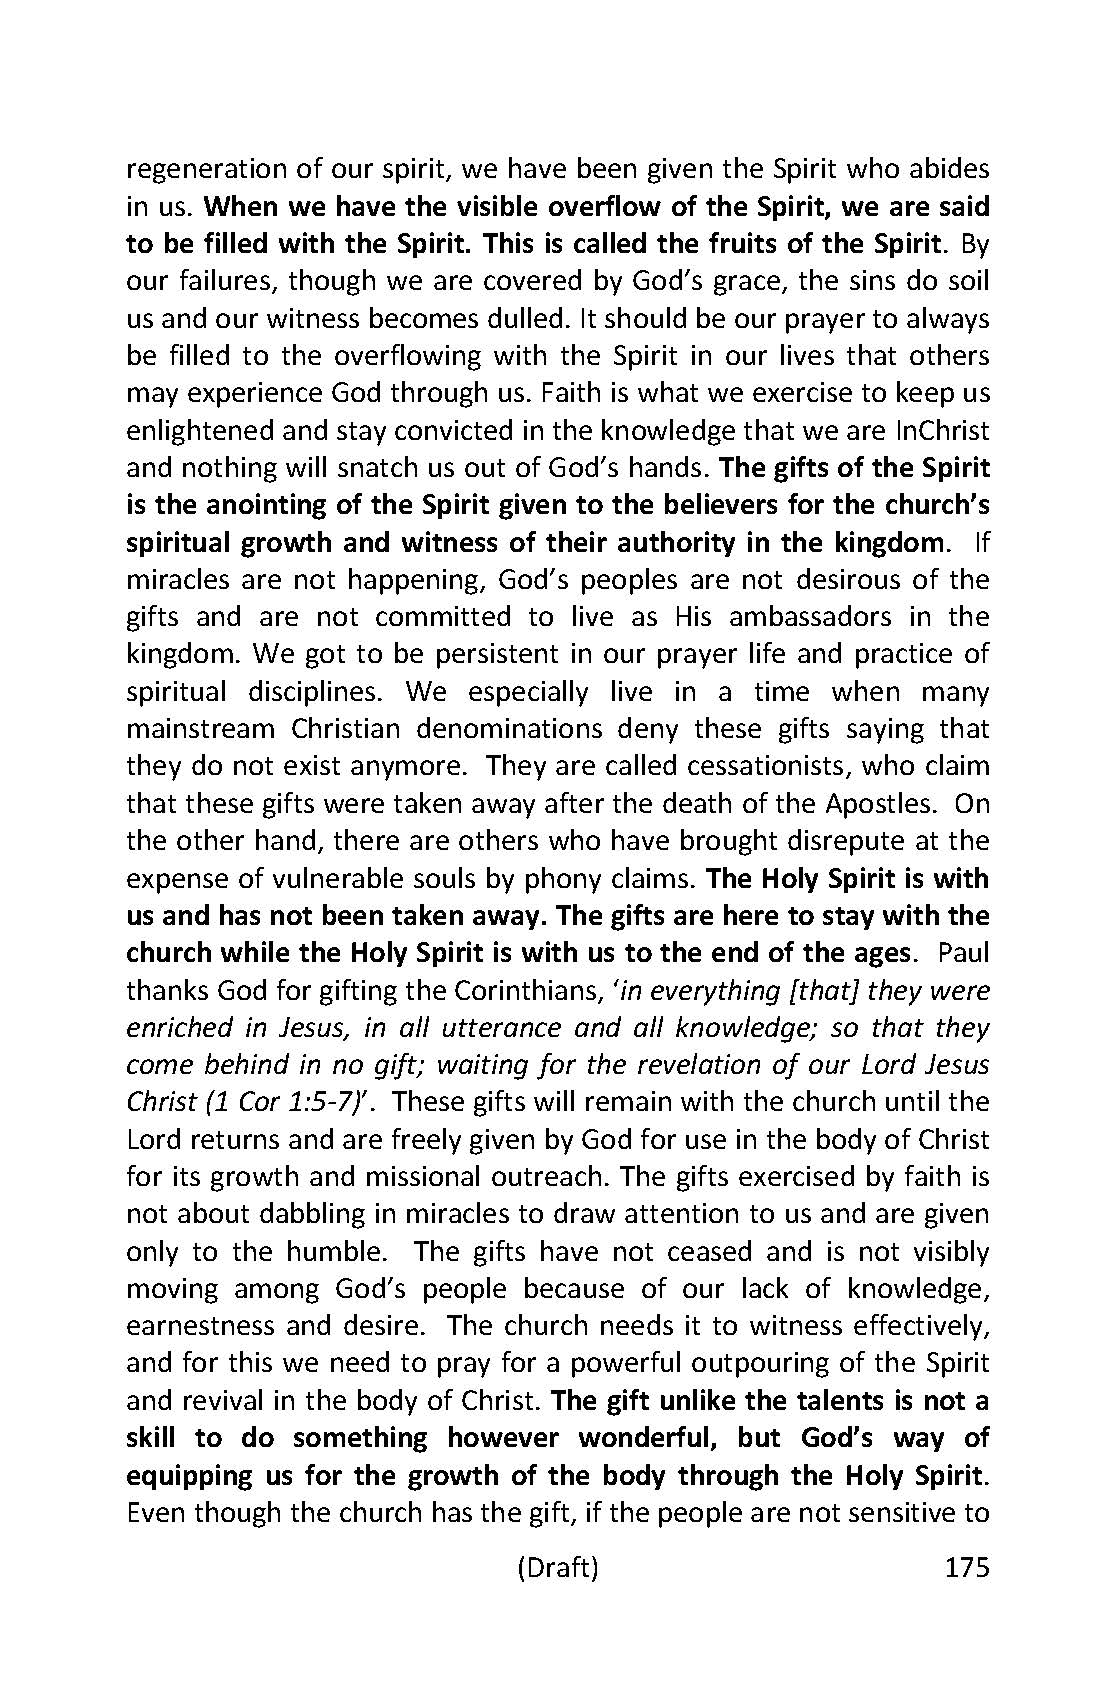 regeneration of our spirit, we have been given the Spirit who abides
in us. When we have the visible overflow of the Spirit, we are said
to be filled with the Spirit. This is called the fruits of the Spirit. By
our failures, though we are covered by God’s grace, the sins do soil
us and our witness becomes dulled. It should be our prayer to always
be filled to the overflowing with the Spirit in our lives that others
may experience God through us. Faith is what we exercise to keep us
enlightened and stay convicted in the knowledge that we are InChrist
and nothing will snatch us out of God’s hands. The gifts of the Spirit
is the anointing of the Spirit given to the believers for the church’s
spiritual growth and witness of their authority in the kingdom. If
miracles are not happening, God’s peoples are not desirous of the
gifts and are not committed to live as His ambassadors in the
kingdom. We got to be persistent in our prayer life and practice of
spiritual disciplines. We especially live in a time when many
mainstream Christian denominations deny these gifts saying that
they do not exist anymore. They are called cessationists, who claim
that these gifts were taken away after the death of the Apostles. On
the other hand, there are others who have brought disrepute at the
expense of vulnerable souls by phony claims. The Holy Spirit is with
us and has not been taken away. The gifts are here to stay with the
church while the Holy Spirit is with us to the end of the ages. Paul
thanks God for gifting the Corinthians, ‘in everything [that] they were
enriched in Jesus, in all utterance and all knowledge; so that they
come behind in no gift; waiting for the revelation of our Lord Jesus
Christ (1 Cor 1:5-7)’. These gifts will remain with the church until the
Lord returns and are freely given by God for use in the body of Christ
for its growth and missional outreach. The gifts exercised by faith is
not about dabbling in miracles to draw attention to us and are given
only to the humble. The gifts have not ceased and is not visibly
moving among God’s people because of our lack of knowledge,
earnestness and desire. The church needs it to witness effectively,
and for this we need to pray for a powerful outpouring of the Spirit
and revival in the body of Christ. The gift unlike the talents is not a
skill to do something however wonderful, but God’s way of
equipping us for the growth of the body through the Holy Spirit.
Even though the church has the gift, if the people are not sensitive to
(Draft) 175